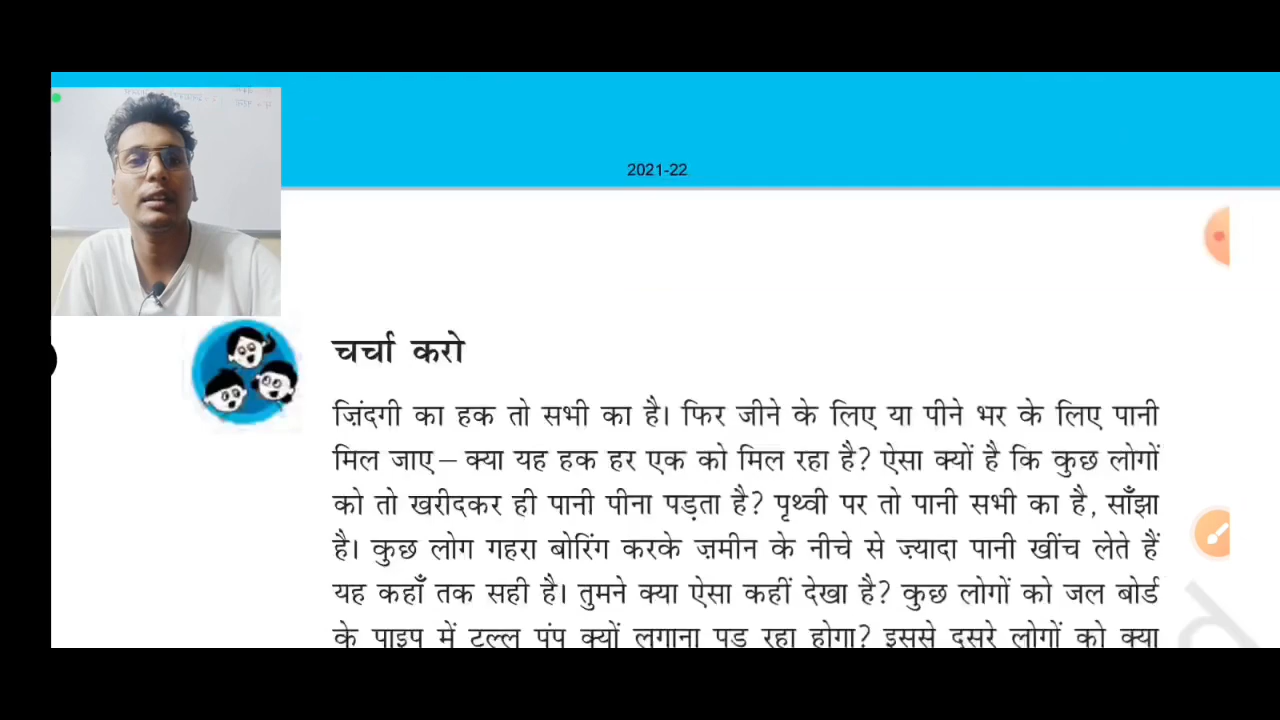 2021-22
चर्चा करो
ज़िंदगी का हक तो सभी का है। फिर जीने के लिए या पीने भर के लिए पानी
मिल जाए – क्या यह हक हर एक को मिल रहा है? ऐसा क्यों है कि कुछ लोगों
को तो खरीदकर ही पानी पीना पड़ता है? पृथ्वी पर तो पानी सभी का है, साँझा
है। कुछ लोग गहरा बोरिंग करके ज़मीन के नीचे से ज़्यादा पानी खींच लेते हैं
यह कहाँ तक सही है। तुमने क्या ऐसा कहीं देखा है? कुछ लोगों को जल बोर्ड
के पाइप में टुल्लू पंप क्यों लगाना पड़ रहा होगा? इससे दूसरे लोगों को क्या